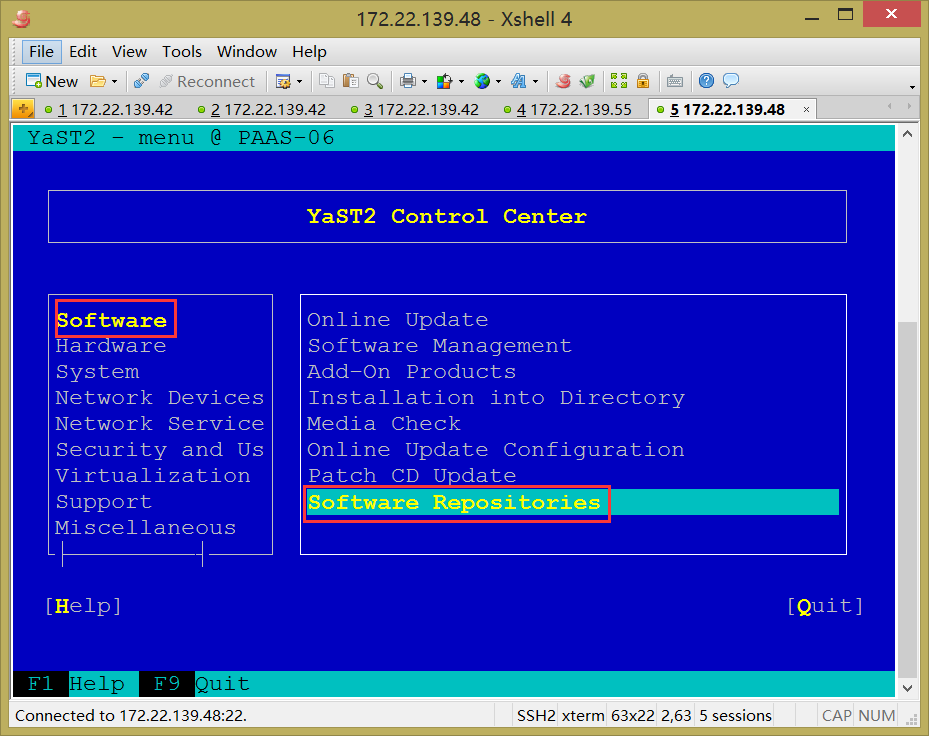 172.22.139.48 - Xshell 4
File Edit View Tools Window Help
New Reconnect
1 172.22.139.42 2 172.22.139.42 3 172.22.139.42 4 172.22.139.55 5 172.22.139.48
YaST2 - menu @ PAAS-06
YaST2 Control Center
Software
Hardware
System
Network Devices
Network Service
Security and Us
Virtualization
Support
Miscellaneous
Online Update
Software Management
Add-On Products
Installation into Directory
Media Check
Online Update Configuration
Patch CD Update
Software Repositories
[Help] [Quit]
F1 Help F9 Quit
Connected to 172.22.139.48:22. SSH2 xterm 63x22 2,63 5 sessions CAP NUM